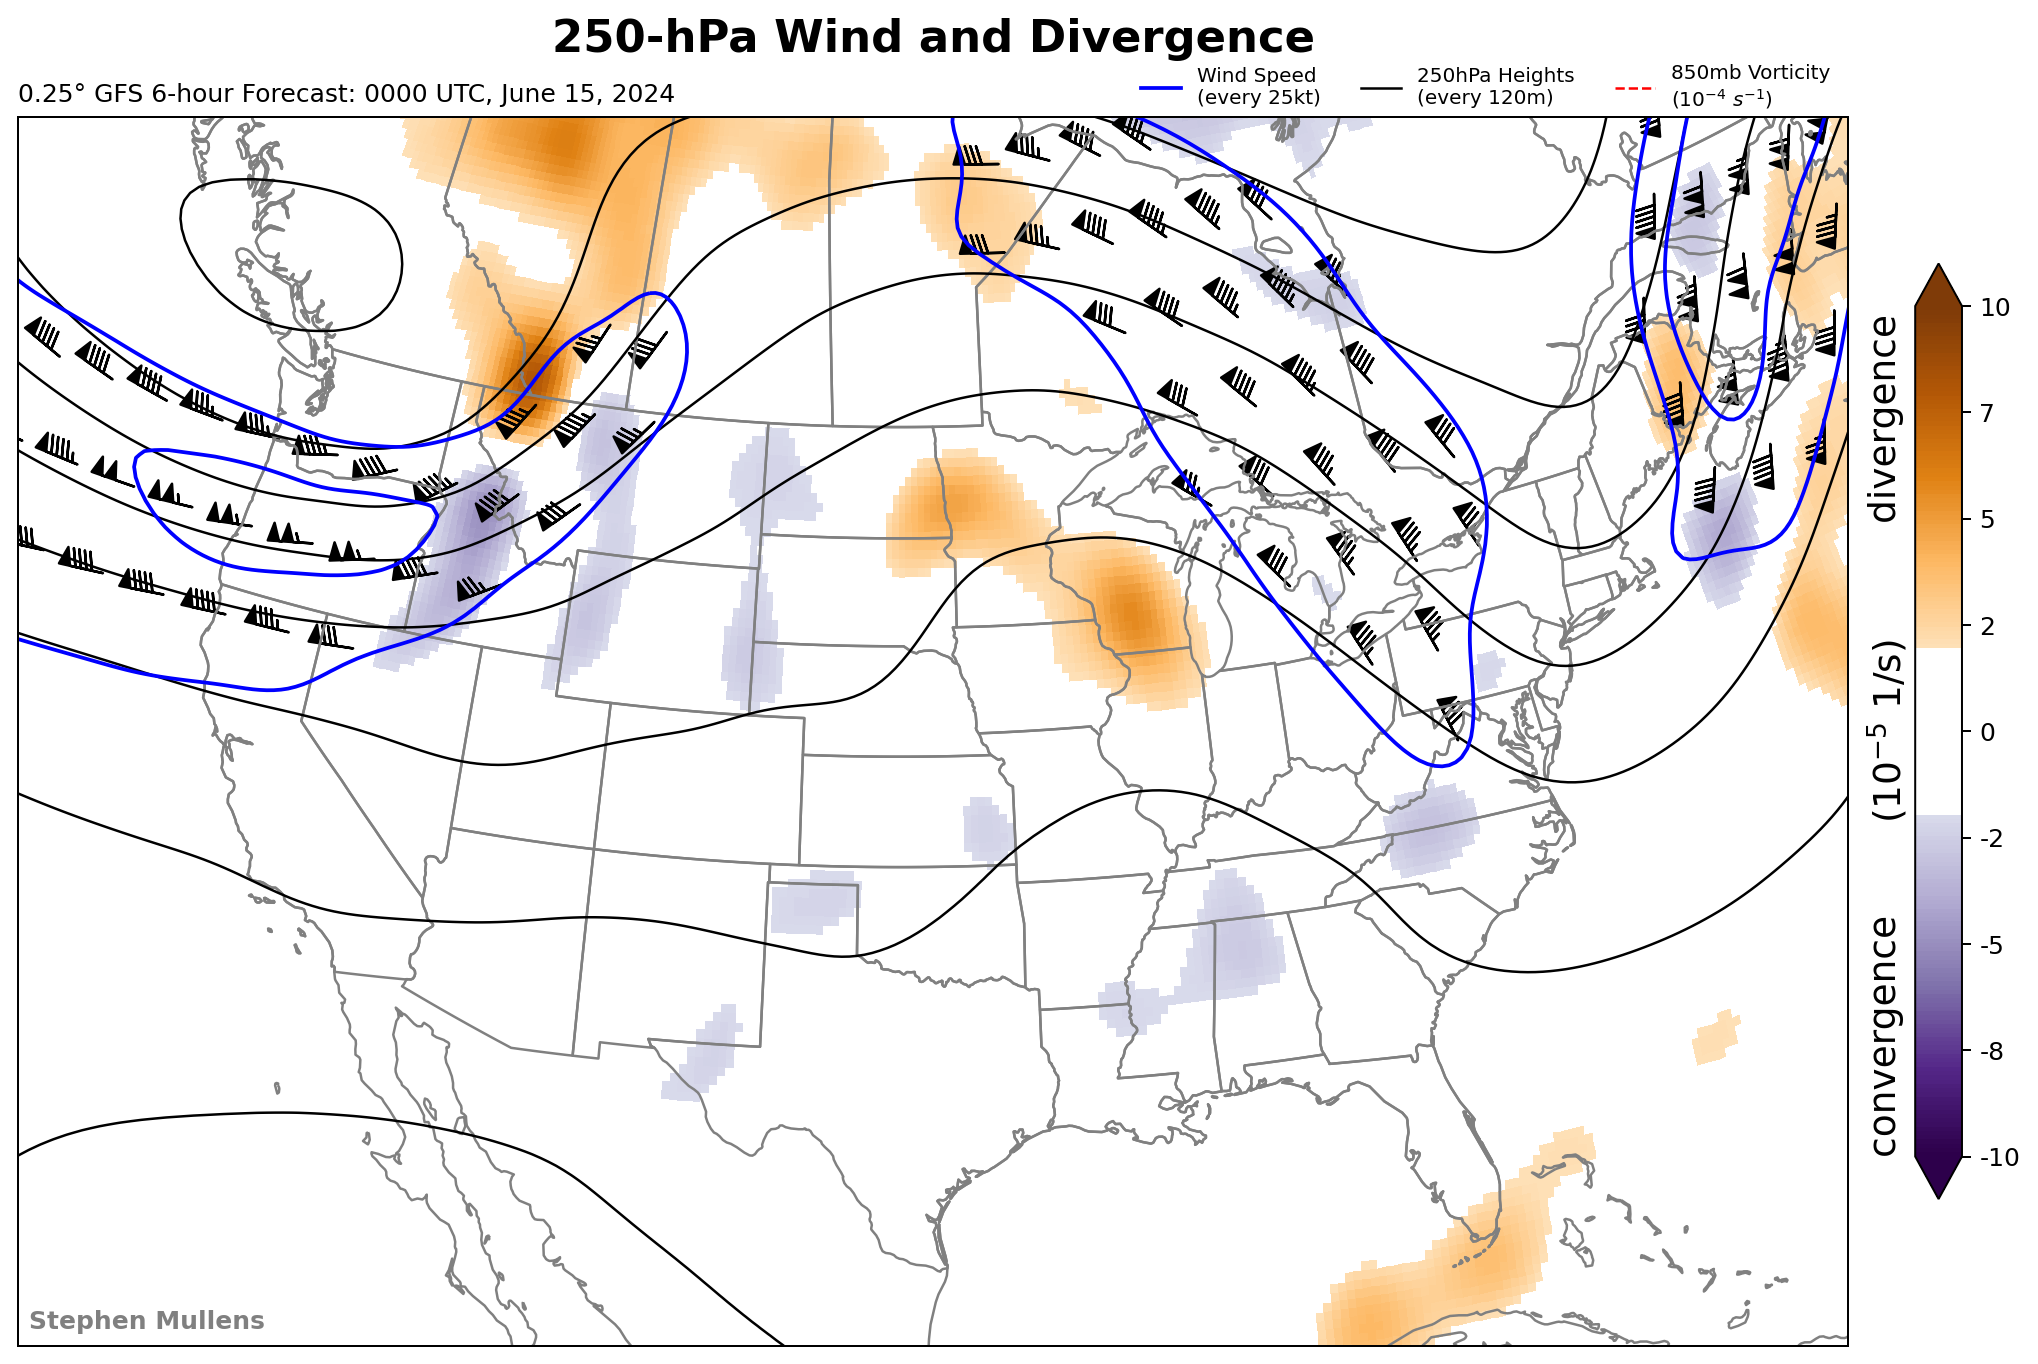 250-hPa Wind and Divergence
0.25° GFS 6-hour Forecast: 0000 UTC, June 15, 2024
Wind Speed
(every 25kt)
250hPa Heights
(every 120m)
850mb Vorticity
(10⁻⁴ s⁻¹)
10
7
5
2
0
-2
-5
-8
-10
convergence (10⁻⁵ 1/s) divergence
Stephen Mullens